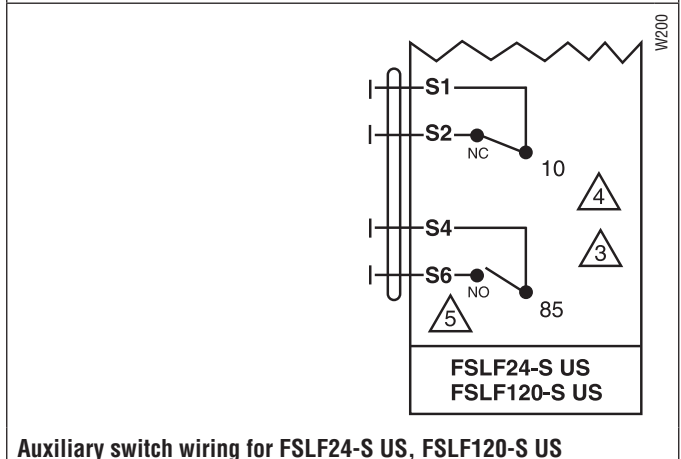 W200
S1
S2
NC
10
4
S4
3
S6
NO
85
5
FSLF24-S US
FSLF120-S US
Auxiliary switch wiring for FSLF24-S US, FSLF120-S US